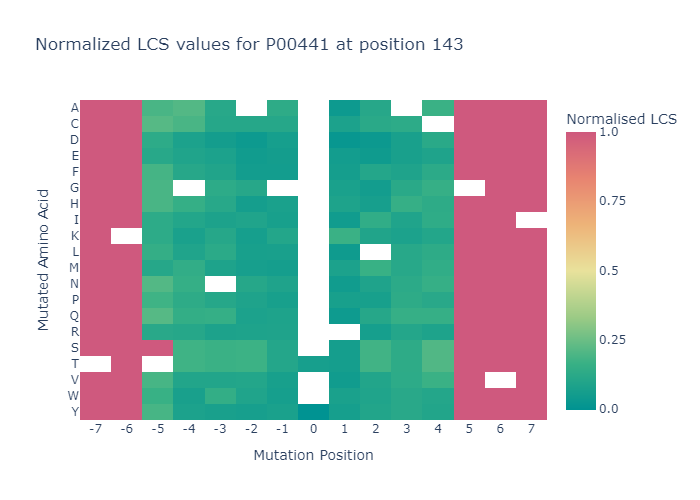 Normalized LCS values for P00441 at position 143
Normalised LCS
Mutated Amino Acid
A
C
D
E
F
G
H
I
K
L
M
N
P
Q
R
S
T
V
W
Y
1.0
0.75
0.5
0.25
0.0
-7 -6 -5 -4 -3 -2 -1 0 1 2 3 4 5 6 7
Mutation Position